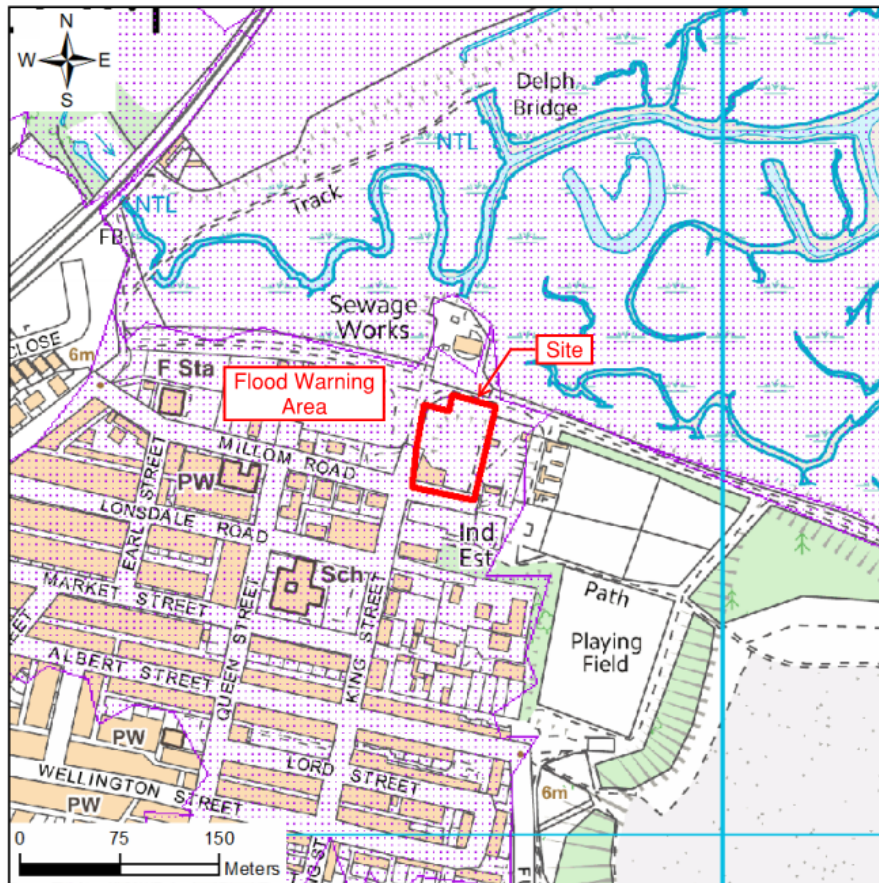 N
W E
S
Delph
Bridge
NTL
Track
NTL
FB
Sewage
Works
Site
CLOSE
6m
F Sta
Flood Warning
Area
MILLOM ROAD
PW
EARL STREET
LONSDALE ROAD
Ind
Est
Sch
MARKET STREET
QUEEN STREET
KING STREET
Path
Playing
Field
ALBERT STREET
PW
LORD STREET
WELLINGTON STREET
PW
6m
0 75 150
Meters